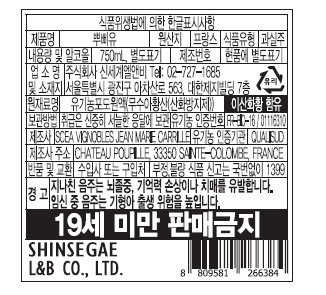 식품위생법에 의한 한글표시사항
제품명 뿌삐유 원산지 프랑스 식품유형 과실주
내용량 및 알코올 750mL, 별도표기 제조번호 현품에 별도표기
업 소 명 주식회사 신세계엘앤비 Tel: 02-727-1685
및 소재지 서울특별시 광진구 아차산로 563, 대한제지빌딩 7층
유리
원재료명 유기농포도원액(무수아황산(산화방지제)) 이산화황 함유
보관방법 취급은 신중히 서늘한 응달에 보관 유기농 인증번호 FR-BIO-16 / 0116310
제조사 SCEA VIGNOBLES JEAN MARIE CARRILLE 유기농 인증기관 QUALISUD
제조사 주소 CHATEAU POUPILLE, 33350 SAINTE-COLOMBE, FRANCE
반품 및 교환 수입사 또는 구입처 부정,불량 식품 신고는 국번없이 1399
경 고 지나친 음주는 뇌졸중, 기억력 손상이나 치매를 유발합니다.
임신 중 음주는 기형아 출생 위험을 높입니다.
19세 미만 판매금지
SHINSEGAE
L&B CO., LTD.
8 809581 266384